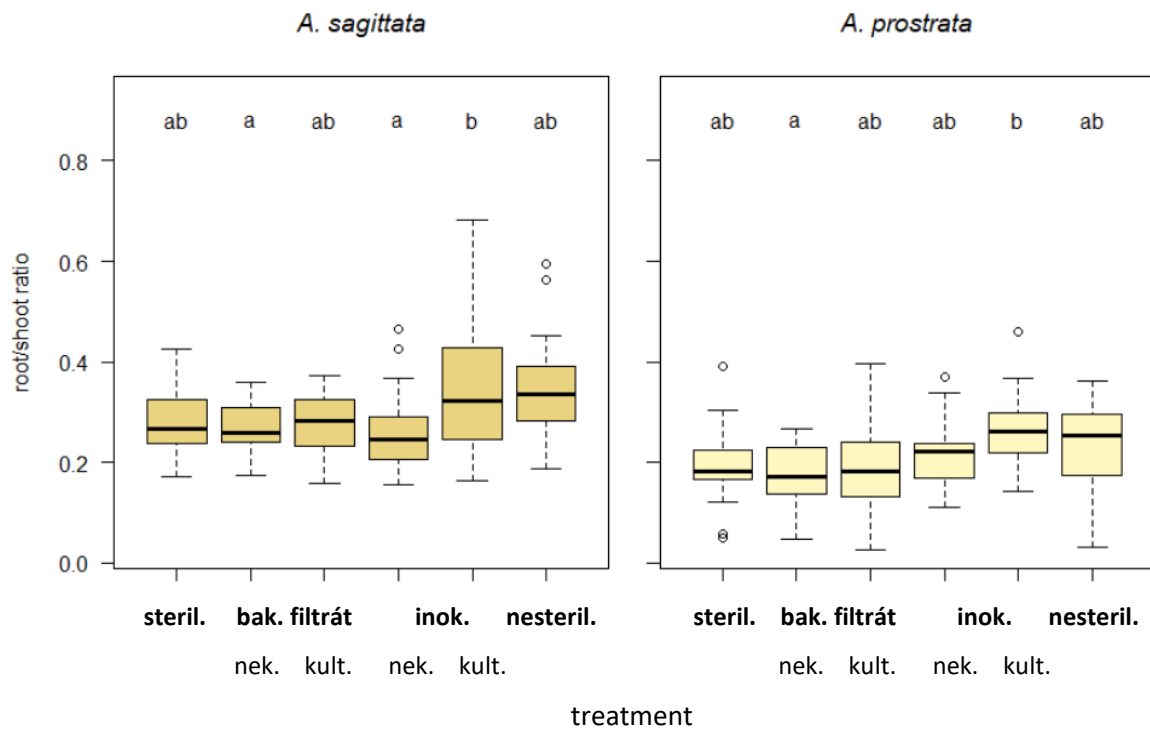 A. sagittata A. prostrata
ab a ab a b ab ab a ab ab b ab
root/shoot ratio
0.8
0.6
0.4
0.2
0.0
steril. bak. filtrát inok. nesteril. steril. bak. filtrát inok. nesteril.
nek. kult. nek. kult. nek. kult. nek. kult.
treatment